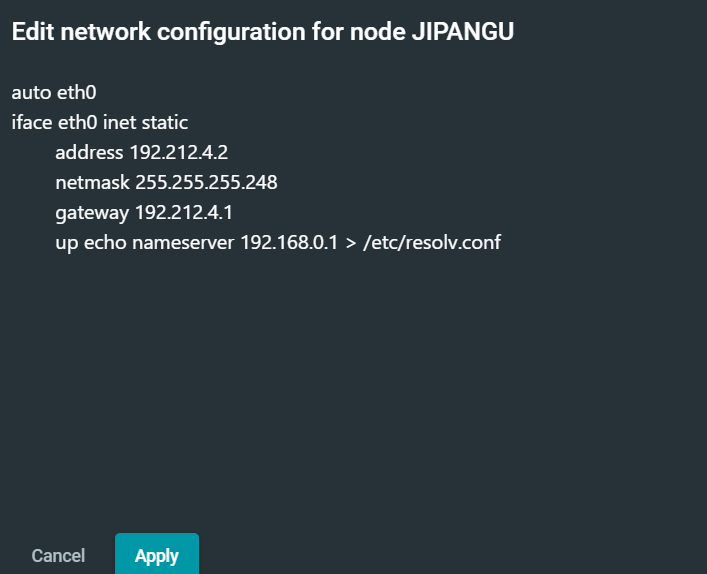 Edit network configuration for node JIPANGU
auto eth0
iface eth0 inet static
address 192.212.4.2
netmask 255.255.255.248
gateway 192.212.4.1
up echo nameserver 192.168.0.1 > /etc/resolv.conf
Cancel
Apply